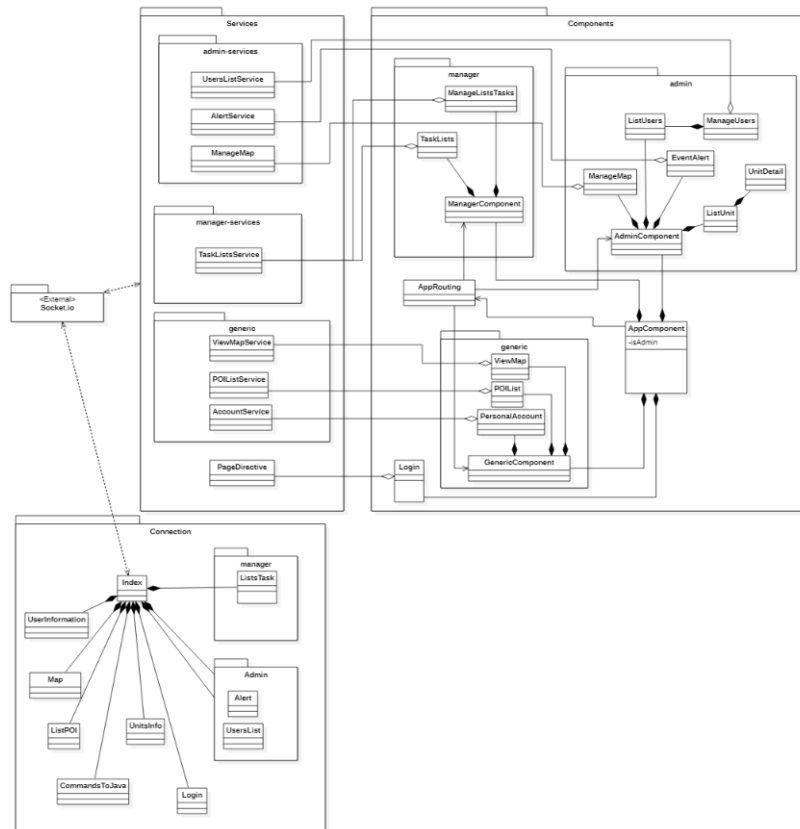 Services
admin-services
UsersListService
AlertService
ManageMap
manager-services
TaskListsService
generic
ViewMapService
POIListService
AccountService
PageDirective
Components
manager
ManageListsTasks
TaskLists
ManagerComponent
admin
ListUsers
ManageUsers
EventAlert
UnitDetail
ManageMap
ListUnit
AdminComponent
AppRouting
AppComponent
-isAdmin
generic
ViewMap
POIList
PersonalAccount
GenericComponent
Login
<External>
Socket.io
Connection
manager
ListsTask
Index
UserInformation
Map
ListPOI
UnitsInfo
CommandsToJava
Login
Admin
Alert
UsersList